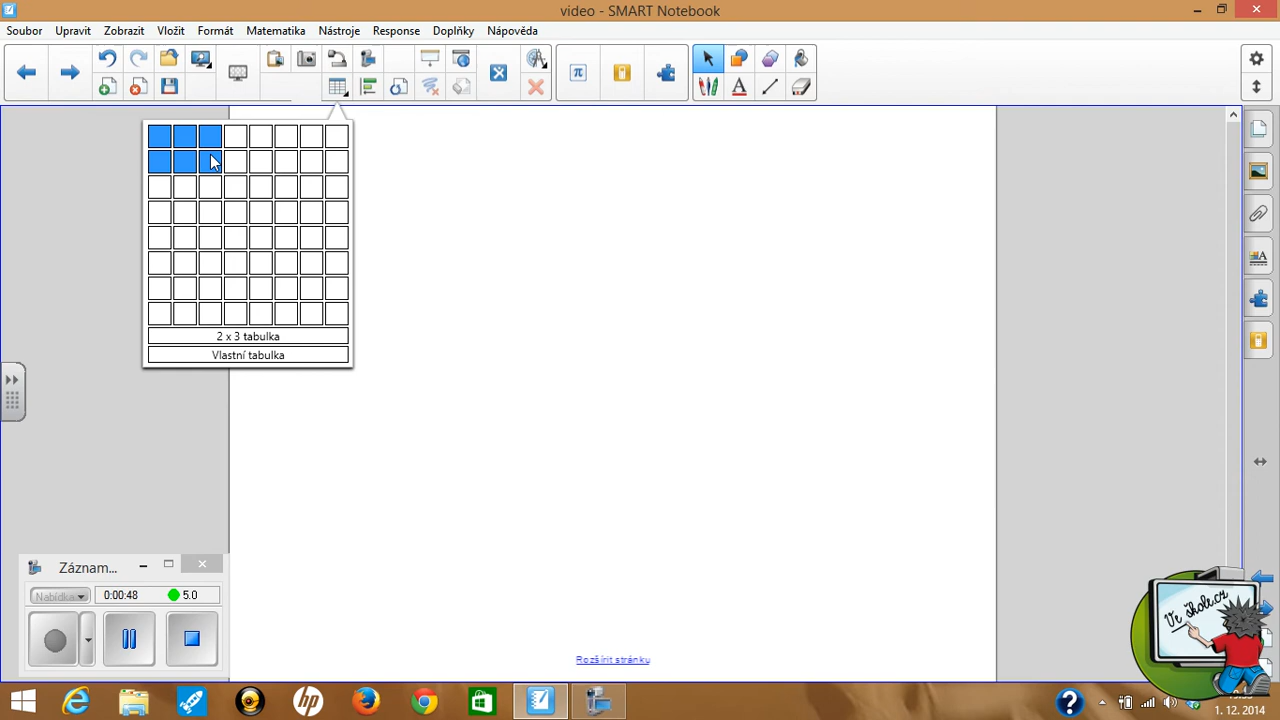 video - SMART Notebook
Soubor Upravit Zobrazit Vložit Formát Matematika Nástroje Response Doplňky Nápověda
π
A
A
2 x 3 tabulka
Vlastní tabulka
Záznam...
Nabídka
0:00:48 5.0
Ve škole.cz
Rozšířit stránku
hp
?
1. 12. 2014